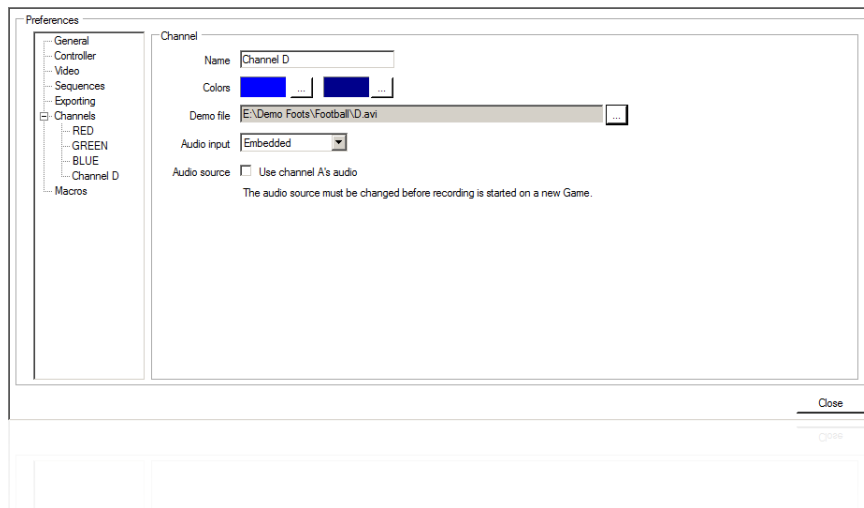 Preferences
General
Controller
Video
Sequences
Exporting
Channels
RED
GREEN
BLUE
Channel D
Macros
Channel
Name Channel D
Colors ... ...
Demo file E:\Demo Foots\Football\D.avi ...
Audio input Embedded
Audio source Use channel A's audio
The audio source must be changed before recording is started on a new Game.
Close
Close